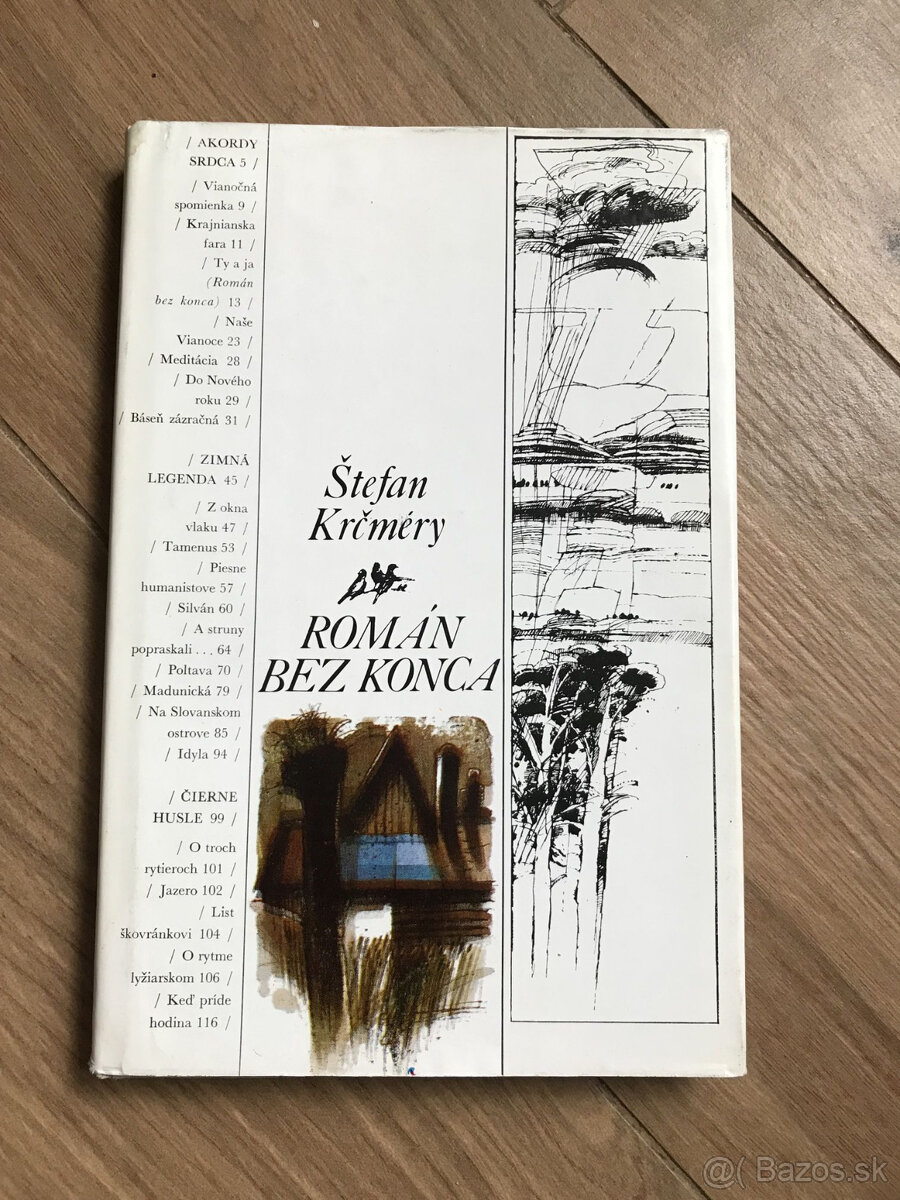 / AKORDY
SRDCA 5 /
/ Vianočná
spomienka 9 /
/ Krajnianska
fara 11 /
/ Ty a ja
(Román
bez konca) 13 /
/ Naše
Vianoce 23 /
/ Meditácia 28 /
/ Do Nového
roku 29 /
/ Báseň zázračná 31 /
/ ZIMNÁ
LEGENDA 45 /
/ Z okna
vlaku 47 /
/ Tamenus 53 /
/ Piesne
humanistove 57 /
/ Silván 60 /
/ A struny
popraskali . . . 64 /
/ Poltava 70 /
/ Madunická 79 /
/ Na Slovanskom
ostrove 85 /
/ Idyla 94 /
/ ČIERNE
HUSLE 99 /
/ O troch
rytieroch 101 /
/ Jazero 102 /
/ List
škovránkovi 104 /
/ O rytme
lyžiarskom 106 /
/ Keď príde
hodina 116 /
Štefan
Krčméry
ROMÁN
BEZ KONCA
@( Bazos.sk